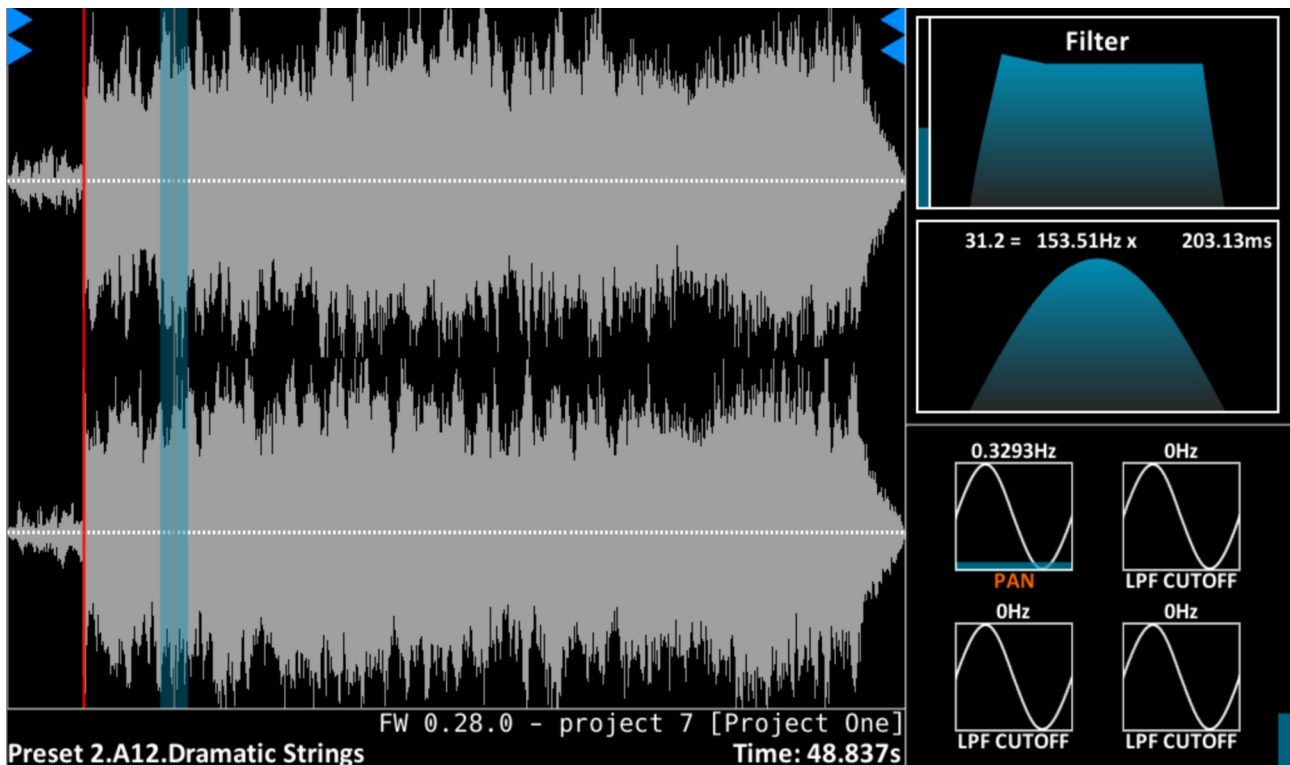 Filter
31.2 = 153.51Hz x 203.13ms
0.3293Hz 0Hz
PAN LPF CUTOFF
0Hz 0Hz
LPF CUTOFF LPF CUTOFF
FW 0.28.0 - project 7 [Project One]
Preset 2.A12.Dramatic Strings Time: 48.837s